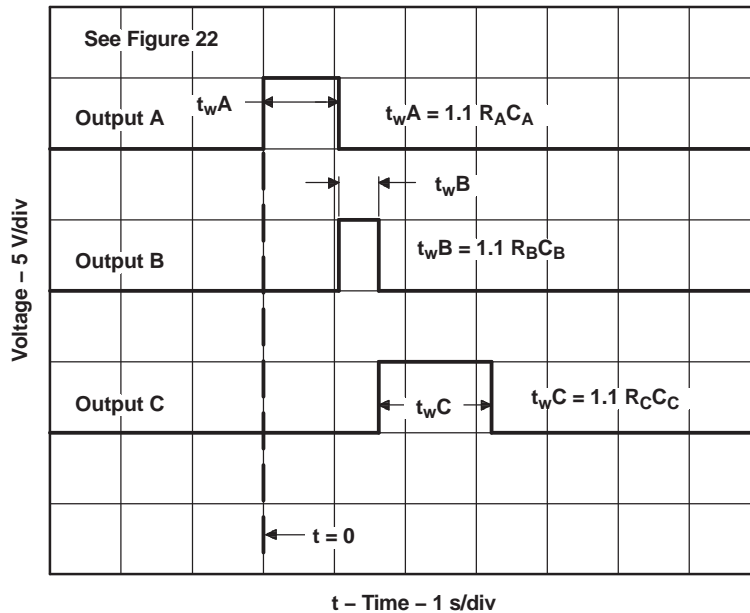 See Figure 22
twA
Output A
twA = 1.1 RACA
twB
Output B
twB = 1.1 RBCB
Output C
twC
twC = 1.1 RCCC
t = 0
Voltage – 5 V/div
t – Time – 1 s/div